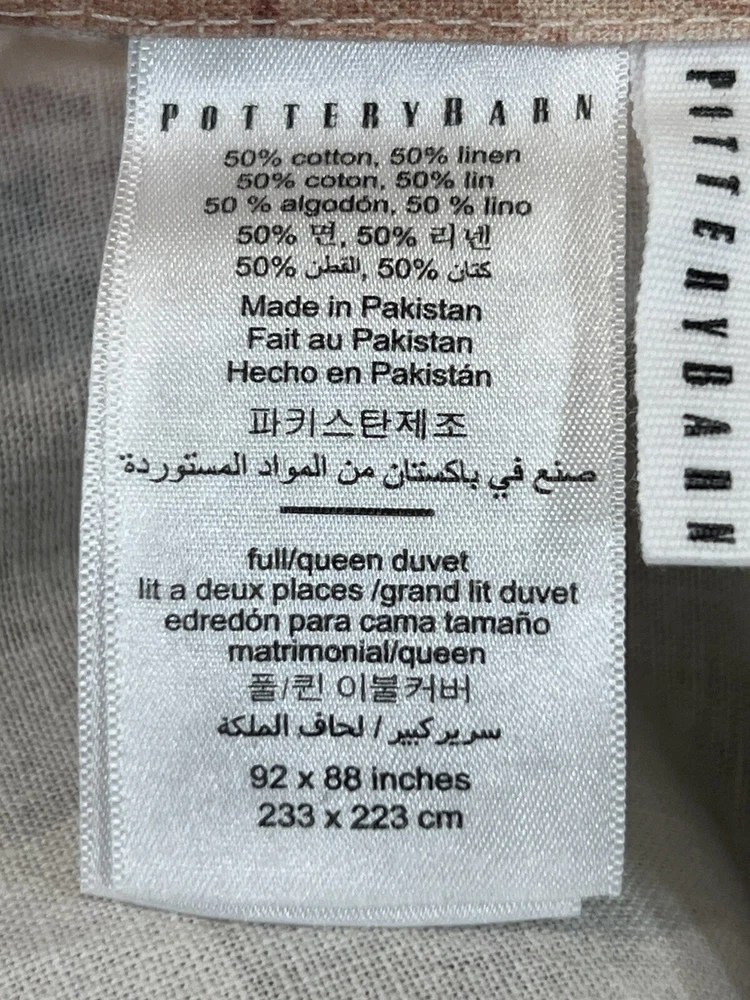 POTTERYBARN
50% cotton, 50% linen
50% coton, 50% lin
50 % algodón, 50 % lino
50% 면, 50% 리넨
50% القطن, 50% كتان
Made in Pakistan
Fait au Pakistan
Hecho en Pakistán
파키스탄제조
صنع في باكستان من المواد المستوردة
full/queen duvet
lit a deux places /grand lit duvet
edredón para cama tamaño
matrimonial/queen
풀/퀸 이불커버
سرير كبير / لحاف الملكة
92 x 88 inches
233 x 223 cm
POTTERYBARN